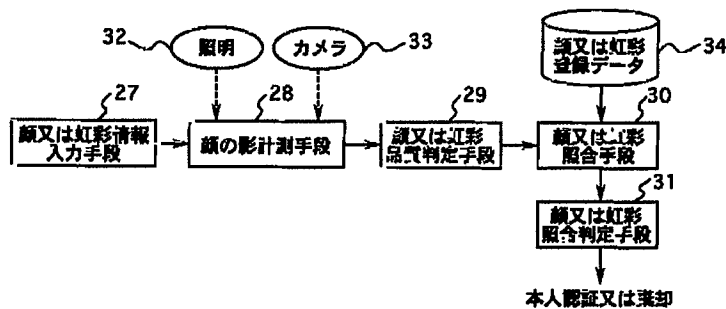 32
照明
カメラ
33
34
顔又は虹彩
登録データ
27
28
29
30
顔又は虹彩情報
入力手段
顔の影計測手段
顔又は虹彩
品質判定手段
顔又は虹彩
照合手段
31
顔又は虹彩
照合判定手段
本人認証又は棄却